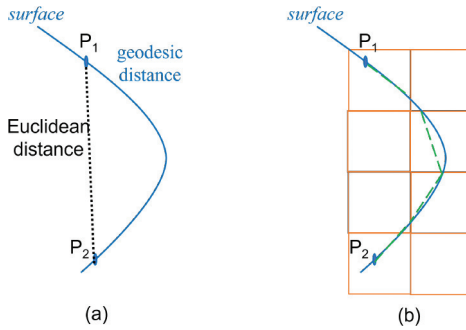 surface
P1
geodesic
distance
Euclidean
distance
P2
(a)
surface
P1
P2
(b)